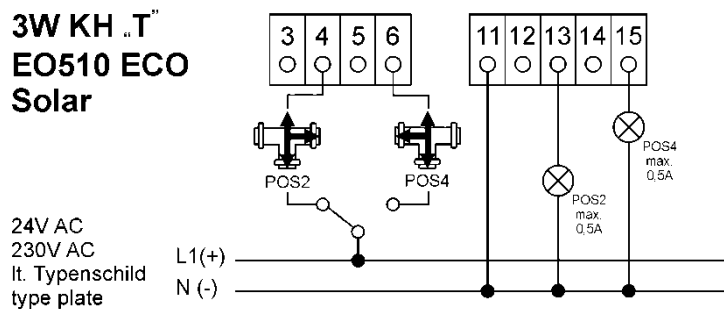 3W KH „T"
EO510 ECO
Solar
3 4 5 6
11 12 13 14 15
POS2
POS4
POS4
max.
0,5A
POS2
max.
0,5A
24V AC
230V AC
lt. Typenschild
type plate
L1(+)
N (-)